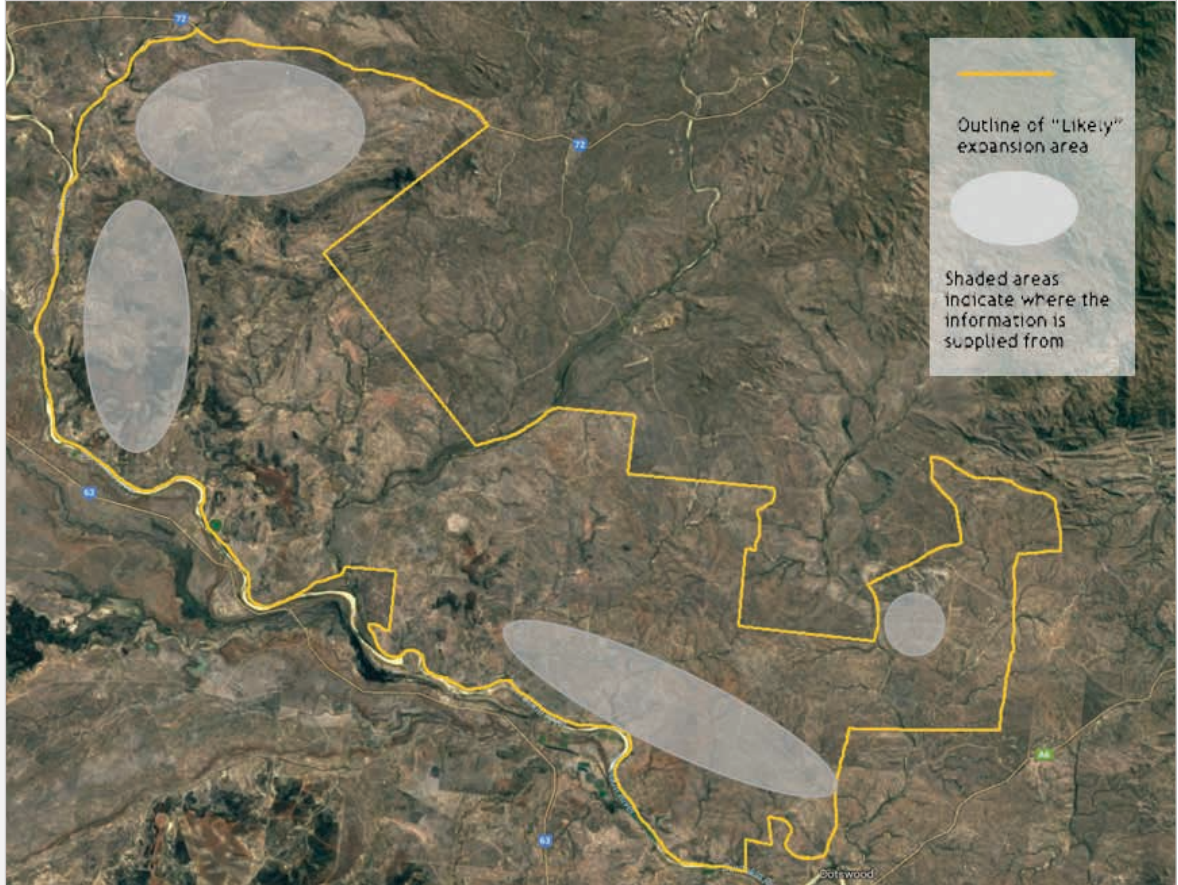 72
72
Outline of "Likely"
expansion area
Shaded areas
indicate where the
information is
supplied from
63
A6
63
Dotswood